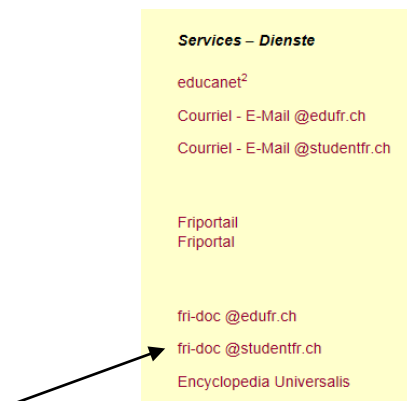 Services – Dienste
educanet²
Courriel - E-Mail @edufr.ch
Courriel - E-Mail @studentfr.ch
Friportail
Friportal
fri-doc @edufr.ch
fri-doc @studentfr.ch
Encyclopedia Universalis